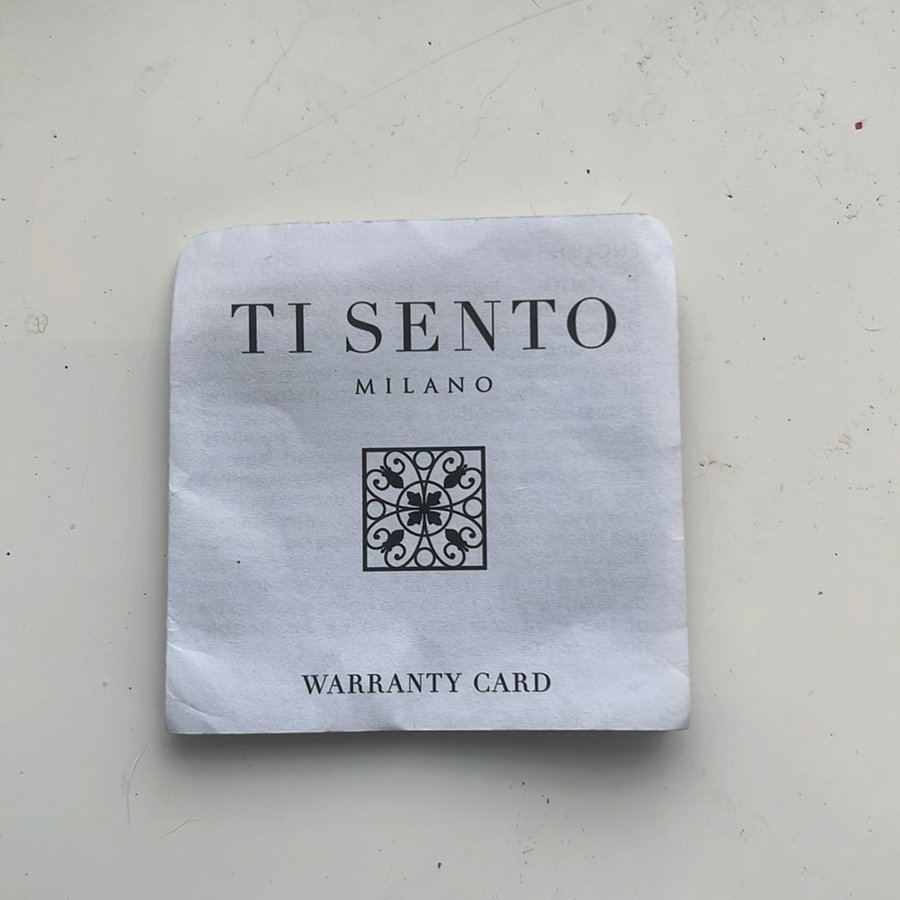 TI SENTO
MILANO
WARRANTY CARD